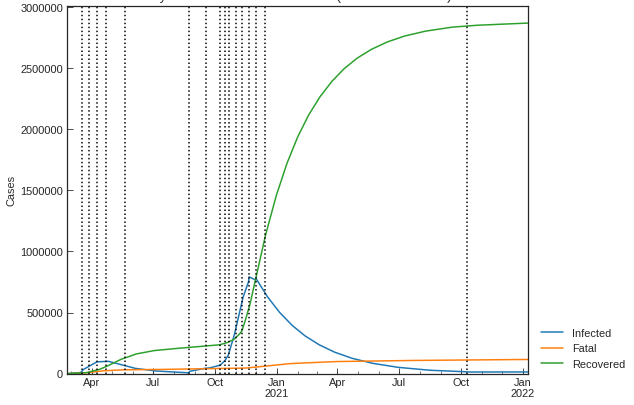 3000000
2500000
2000000
1500000
1000000
500000
0
Cases
Apr
Jul
Oct
Jan
2021
Apr
Jul
Oct
Jan
2022
Infected
Fatal
Recovered